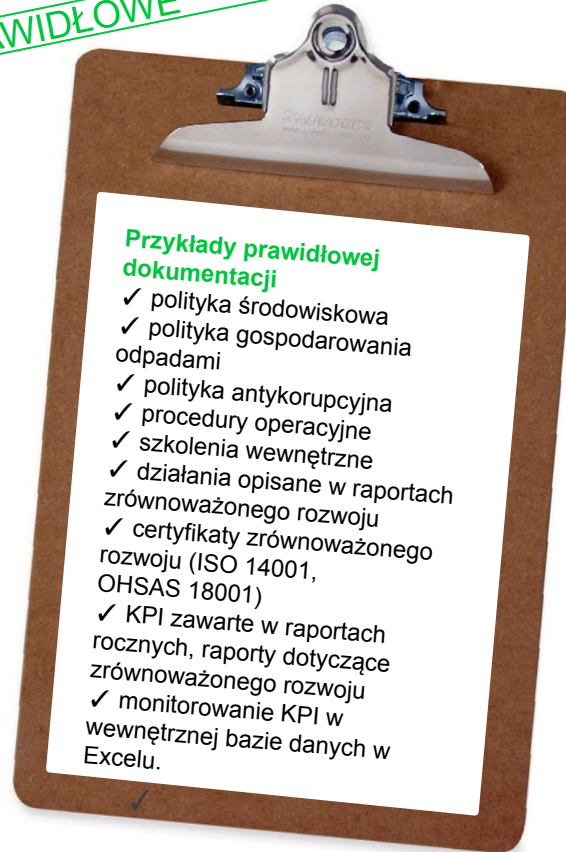 Przykłady prawidłowej
dokumentacji
✓ polityka środowiskowa
✓ polityka gospodarowania
odpadami
✓ polityka antykorupcyjna
✓ procedury operacyjne
✓ szkolenia wewnętrzne
✓ działania opisane w raportach
zrównoważonego rozwoju
✓ certyfikaty zrównoważonego
rozwoju (ISO 14001,
OHSAS 18001)
✓ KPI zawarte w raportach
rocznych, raporty dotyczące
zrównoważonego rozwoju
✓ monitorowanie KPI w
wewnętrznej bazie danych w
Excelu.
✓